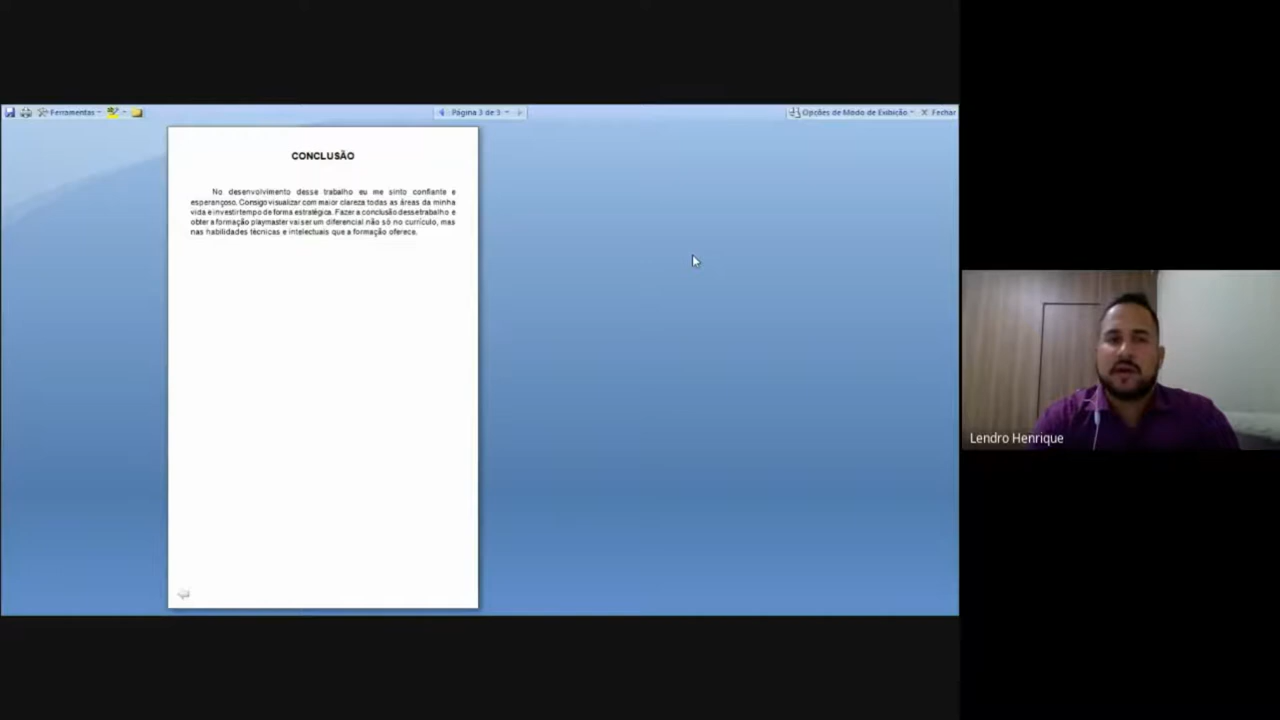 Ferramentas
Página 3 de 3
Opções de Modo de Exibição
Fechar
CONCLUSÃO
No desenvolvimento desse trabalho eu me sinto confiante e
esperançoso. Consigo visualizar com maior clareza todas as áreas da minha
vida e investir tempo de forma estratégica. Fazer a conclusão desse trabalho e
obter a formação playmaster vai ser um diferencial não só no currículo, mas
nas habilidades técnicas e intelectuais que a formação oferece.
Lendro Henrique